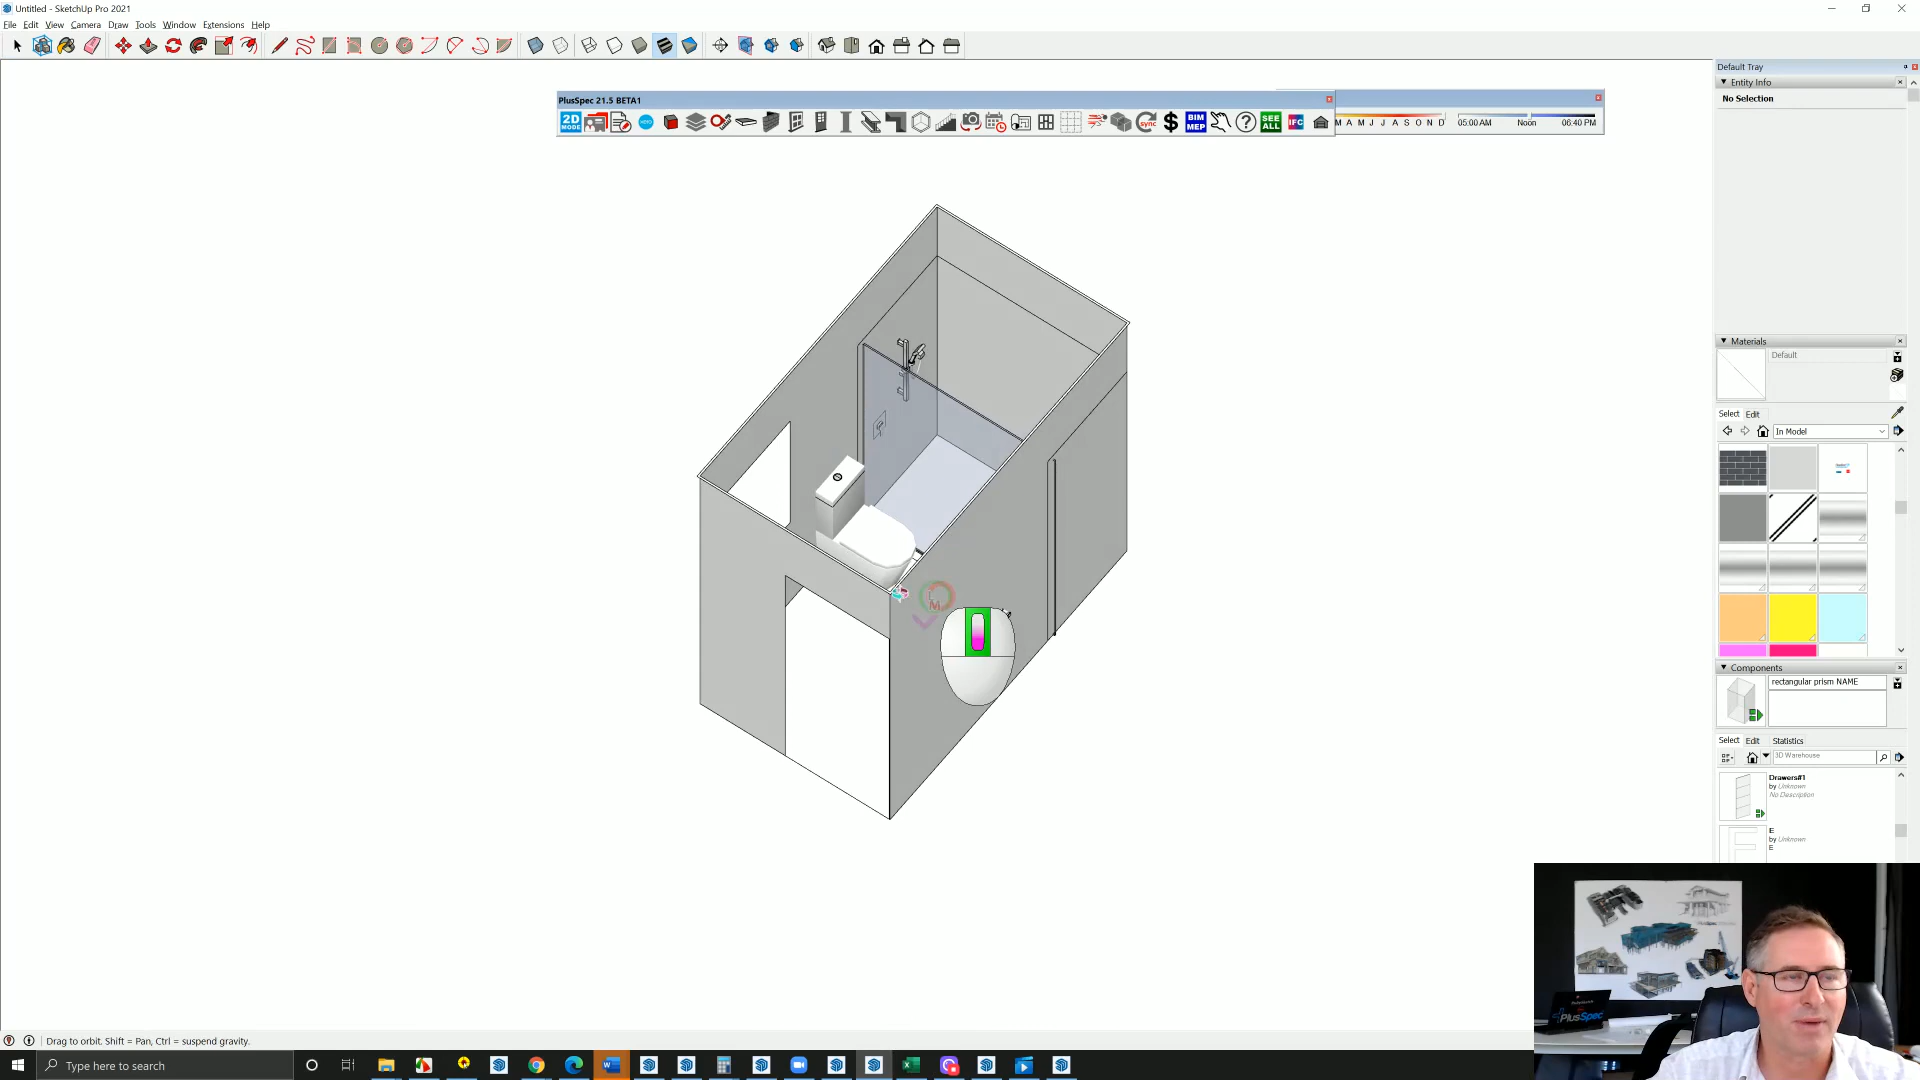 Untitled - SketchUp Pro 2021
File Edit View Camera Draw Tools Window Extensions Help
PlusSpec 21.5 BETA1
2D MODE
$
BIM MEP
?
SEE ALL
IFC
sync
M A M J J A S O N D
05:00 AM Noon 06:40 PM
Default Tray
Entity Info
No Selection
Materials
Default
Select Edit
In Model
Components
rectangular prism NAME
Select Edit Statistics
3D Warehouse
Drawers#1
by Unknown
No Description
E
by Unknown
E
PlusSpec
Drag to orbit. Shift = Pan, Ctrl = suspend gravity.
Type here to search